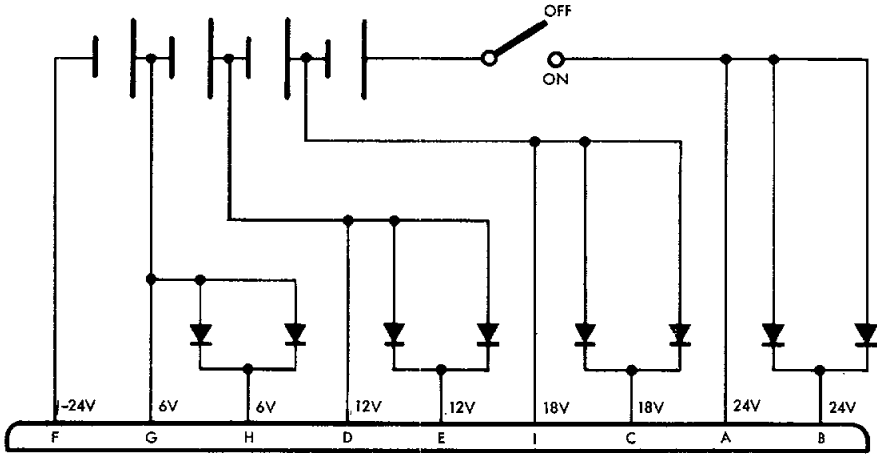 OFF
ON
-24V 6V 6V 12V 12V 18V 18V 24V 24V
F G H D E I C A B